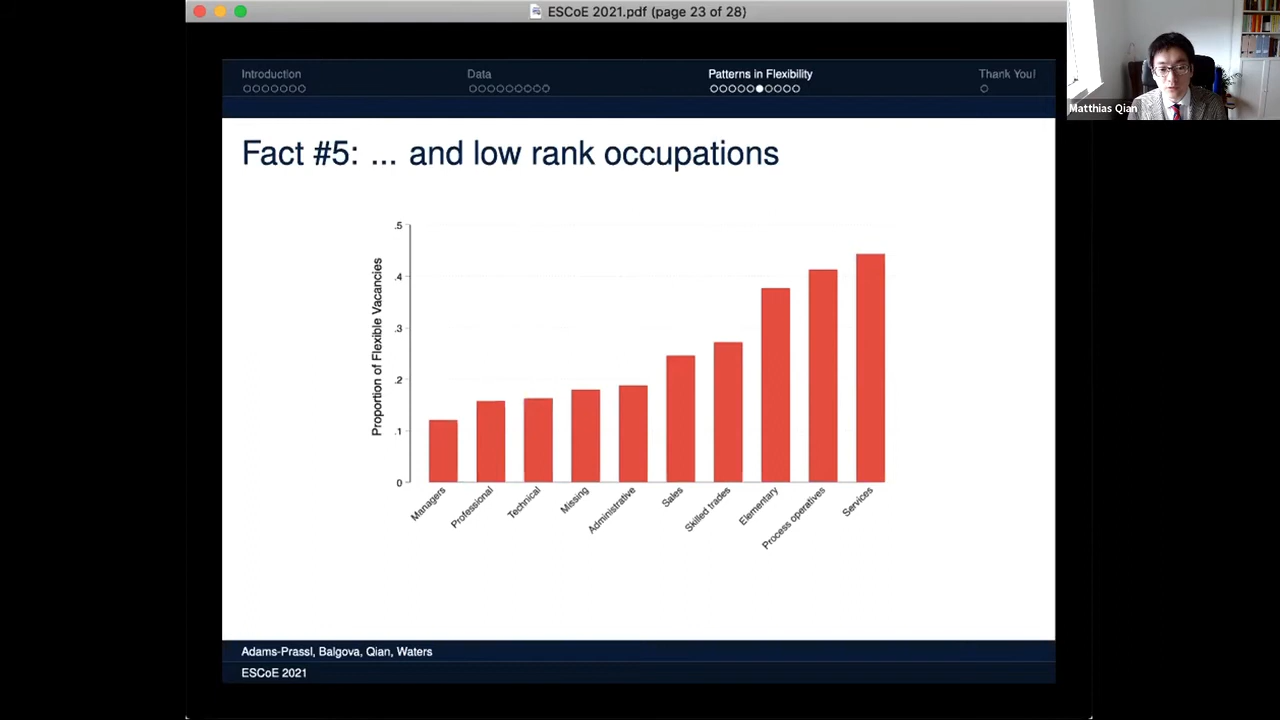 ESCoE 2021.pdf (page 23 of 28)
Introduction
Data
Patterns in Flexibility
Thank You!
Matthias Qian
Fact #5: ... and low rank occupations
Proportion of Flexible Vacancies
.5
.4
.3
.2
.1
0
Managers
Professional
Technical
Missing
Administrative
Sales
Skilled trades
Elementary
Process operatives
Services
Adams-Prassl, Balgova, Qian, Waters
ESCoE 2021